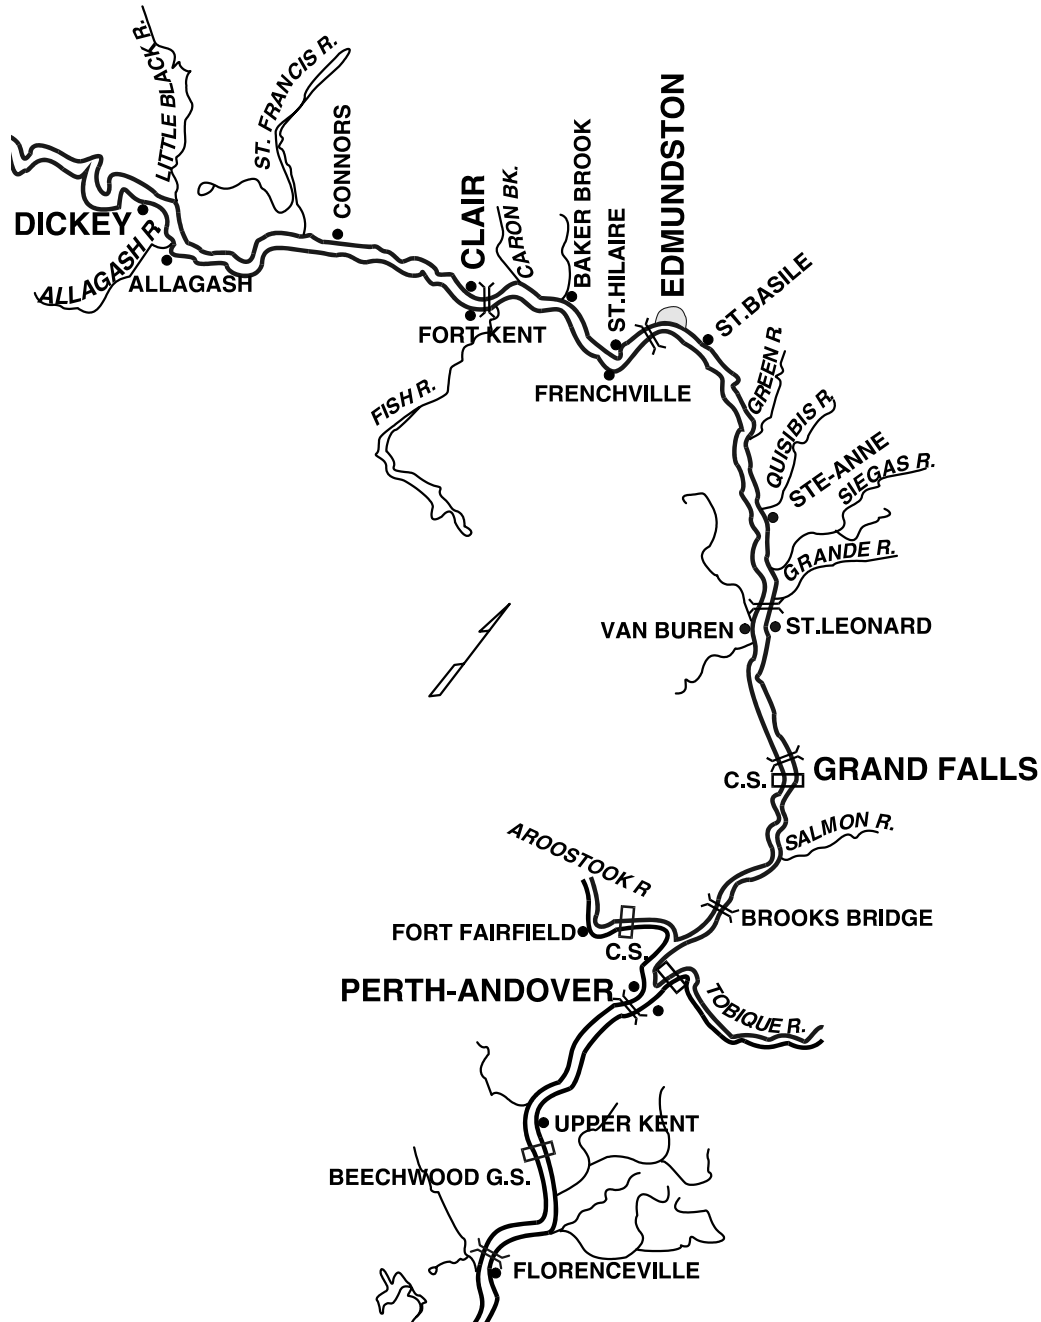 LITTLE BLACK R.
ST. FRANCIS R.
CONNORS
EDMUNDSTON
CLAIR
CARON BK.
BAKER BROOK
ST.HILAIRE
ST.BASILE
DICKEY
ALLAGASH R
ALLAGASH
FORT KENT
FRENCHVILLE
FISH R.
GREEN R.
QUISIBIS R.
STE-ANNE
SIEGAS R.
GRANDE R.
VAN BUREN
ST.LEONARD
C.S.
GRAND FALLS
SALMON R.
AROOSTOOK R
BROOKS BRIDGE
FORT FAIRFIELD
C.S.
PERTH-ANDOVER
TOBIQUE R.
UPPER KENT
BEECHWOOD G.S.
FLORENCEVILLE